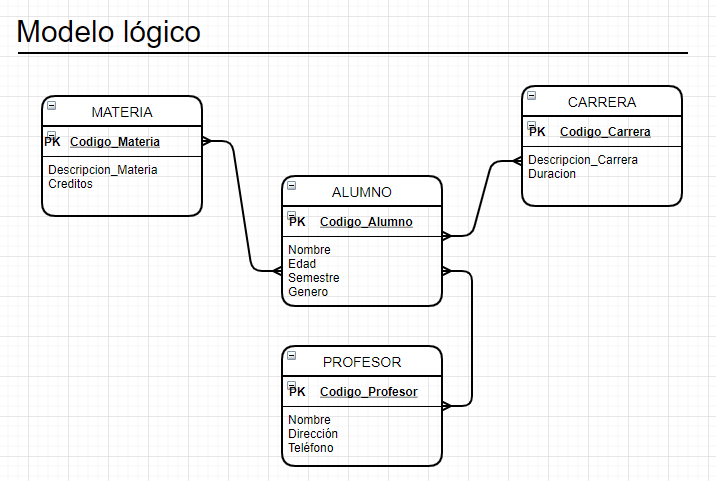 Modelo lógico
MATERIA
PK Codigo_Materia
Descripcion_Materia
Creditos
CARRERA
PK Codigo_Carrera
Descripcion_Carrera
Duracion
ALUMNO
PK Codigo_Alumno
Nombre
Edad
Semestre
Genero
PROFESOR
PK Codigo_Profesor
Nombre
Dirección
Teléfono